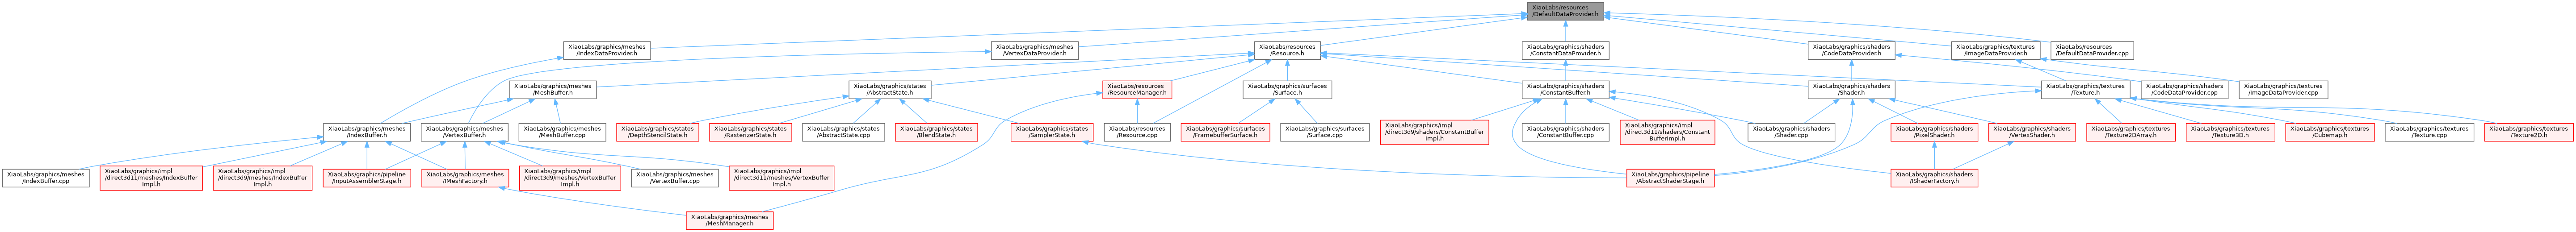 XiaoLabs/resources
/DefaultDataProvider.h
XiaoLabs/graphics/meshes
/IndexDataProvider.h
XiaoLabs/graphics/meshes
/VertexDataProvider.h
XiaoLabs/resources
/Resource.h
XiaoLabs/graphics/shaders
/ConstantDataProvider.h
XiaoLabs/graphics/shaders
/CodeDataProvider.h
XiaoLabs/graphics/textures
/ImageDataProvider.h
XiaoLabs/resources
/DefaultDataProvider.cpp
XiaoLabs/graphics/meshes
/MeshBuffer.h
XiaoLabs/graphics/states
/AbstractState.h
XiaoLabs/resources
/ResourceManager.h
XiaoLabs/graphics/surfaces
/Surface.h
XiaoLabs/graphics/shaders
/ConstantBuffer.h
XiaoLabs/graphics/shaders
/Shader.h
XiaoLabs/graphics/textures
/Texture.h
XiaoLabs/graphics/shaders
/CodeDataProvider.cpp
XiaoLabs/graphics/textures
/ImageDataProvider.cpp
XiaoLabs/graphics/meshes
/IndexBuffer.h
XiaoLabs/graphics/meshes
/VertexBuffer.h
XiaoLabs/graphics/meshes
/MeshBuffer.cpp
XiaoLabs/graphics/states
/DepthStencilState.h
XiaoLabs/graphics/states
/RasterizerState.h
XiaoLabs/graphics/states
/AbstractState.cpp
XiaoLabs/graphics/states
/BlendState.h
XiaoLabs/graphics/states
/SamplerState.h
XiaoLabs/resources
/Resource.cpp
XiaoLabs/graphics/surfaces
/FramebufferSurface.h
XiaoLabs/graphics/surfaces
/Surface.cpp
XiaoLabs/graphics/impl
/direct3d9/shaders/ConstantBuffer
Impl.h
XiaoLabs/graphics/shaders
/ConstantBuffer.cpp
XiaoLabs/graphics/impl
/direct3d11/shaders/Constant
BufferImpl.h
XiaoLabs/graphics/shaders
/Shader.cpp
XiaoLabs/graphics/shaders
/PixelShader.h
XiaoLabs/graphics/shaders
/VertexShader.h
XiaoLabs/graphics/textures
/Texture2DArray.h
XiaoLabs/graphics/textures
/Texture3D.h
XiaoLabs/graphics/textures
/Cubemap.h
XiaoLabs/graphics/textures
/Texture.cpp
XiaoLabs/graphics/textures
/Texture2D.h
XiaoLabs/graphics/meshes
/IndexBuffer.cpp
XiaoLabs/graphics/impl
/direct3d11/meshes/IndexBuffer
Impl.h
XiaoLabs/graphics/impl
/direct3d9/meshes/IndexBuffer
Impl.h
XiaoLabs/graphics/pipeline
/InputAssemblerStage.h
XiaoLabs/graphics/meshes
/IMeshFactory.h
XiaoLabs/graphics/impl
/direct3d9/meshes/VertexBuffer
Impl.h
XiaoLabs/graphics/meshes
/VertexBuffer.cpp
XiaoLabs/graphics/impl
/direct3d11/meshes/VertexBuffer
Impl.h
XiaoLabs/graphics/pipeline
/AbstractShaderStage.h
XiaoLabs/graphics/shaders
/IShaderFactory.h
XiaoLabs/graphics/meshes
/MeshManager.h